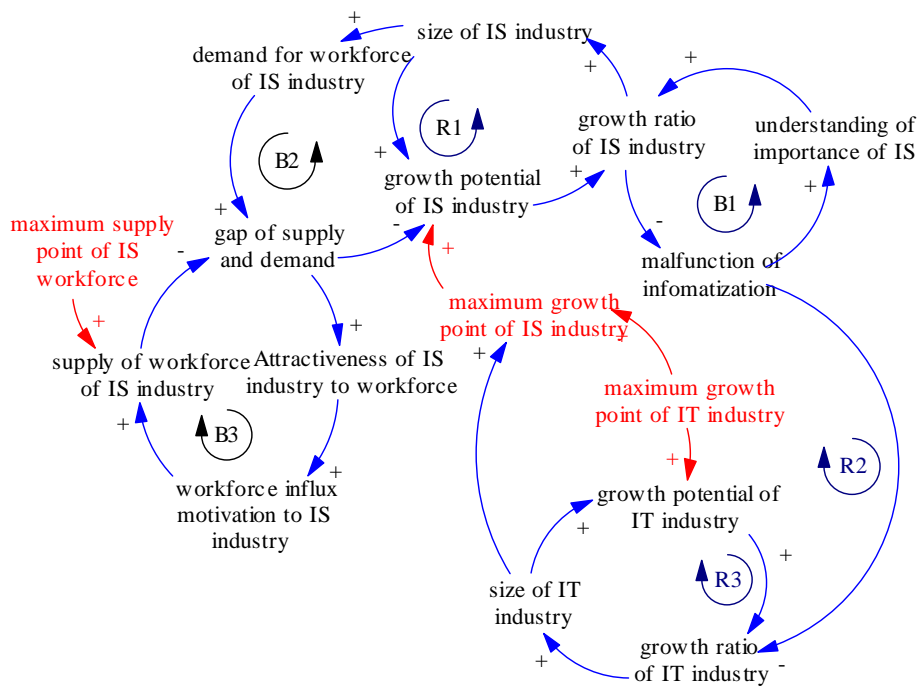 +
size of IS industry
demand for workforce
of IS industry
+
+
growth ratio
of IS industry
+
understanding of
importance of IS
R1
B2
+
growth potential
of IS industry
+
B1
+
+
gap of supply
and demand
-
-
malfunction of
infomatization
maximum supply
point of IS
workforce
-
+
maximum growth
point of IS industry
+
+
+
supply of workforce
of IS industry
Attractiveness of IS
industry to workforce
+
maximum growth
point of IT industry
+
B3
+
workforce influx
motivation to IS
industry
+
R2
growth potential of
IT industry
+
+
R3
size of IT
industry
growth ratio
of IT industry
-
+